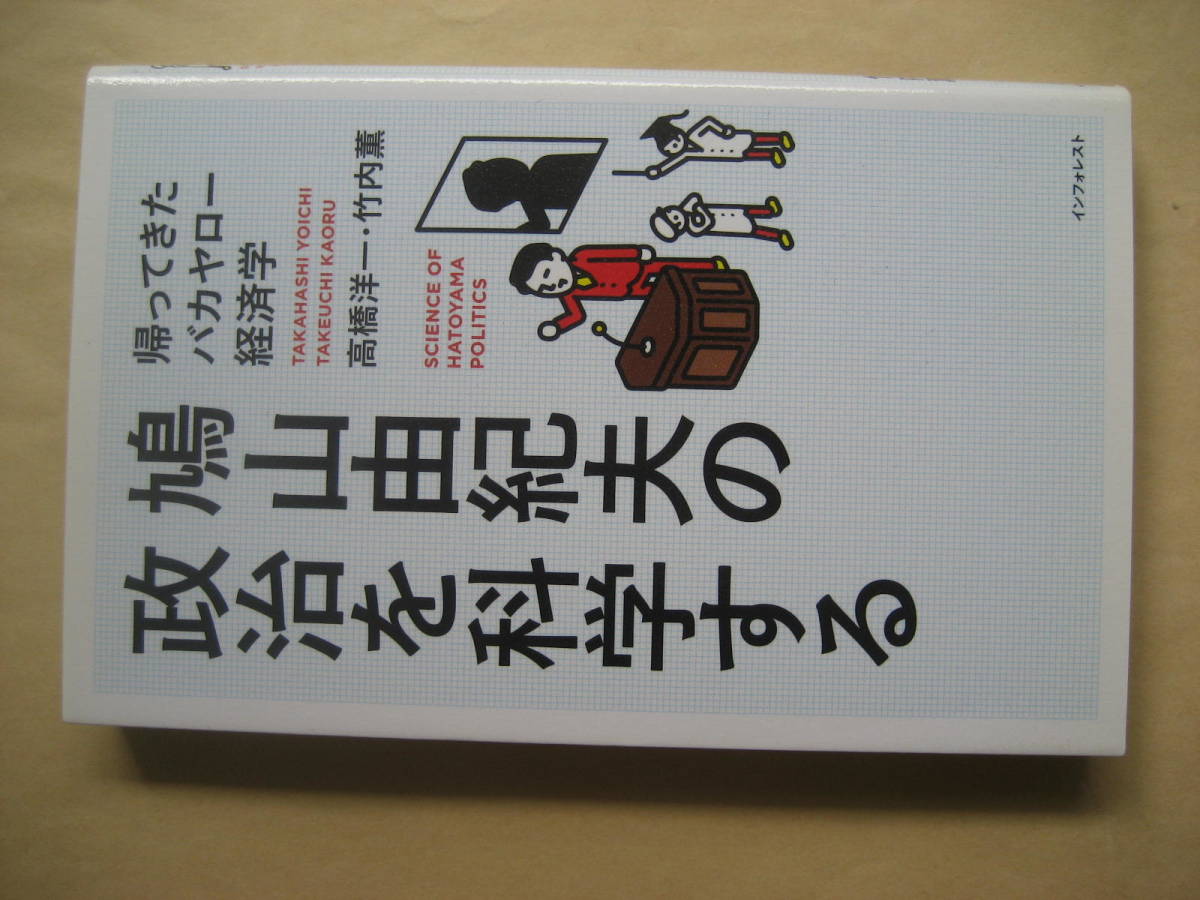 帰ってきた
バカヤロー
経済学
TAKAHASHI YOICHI
TAKEUCHI KAORU
高橋洋一・竹内薫
SCIENCE OF
HATOYAMA
POLITICS
鳩山由紀夫の
政治を科学する
インフォレスト